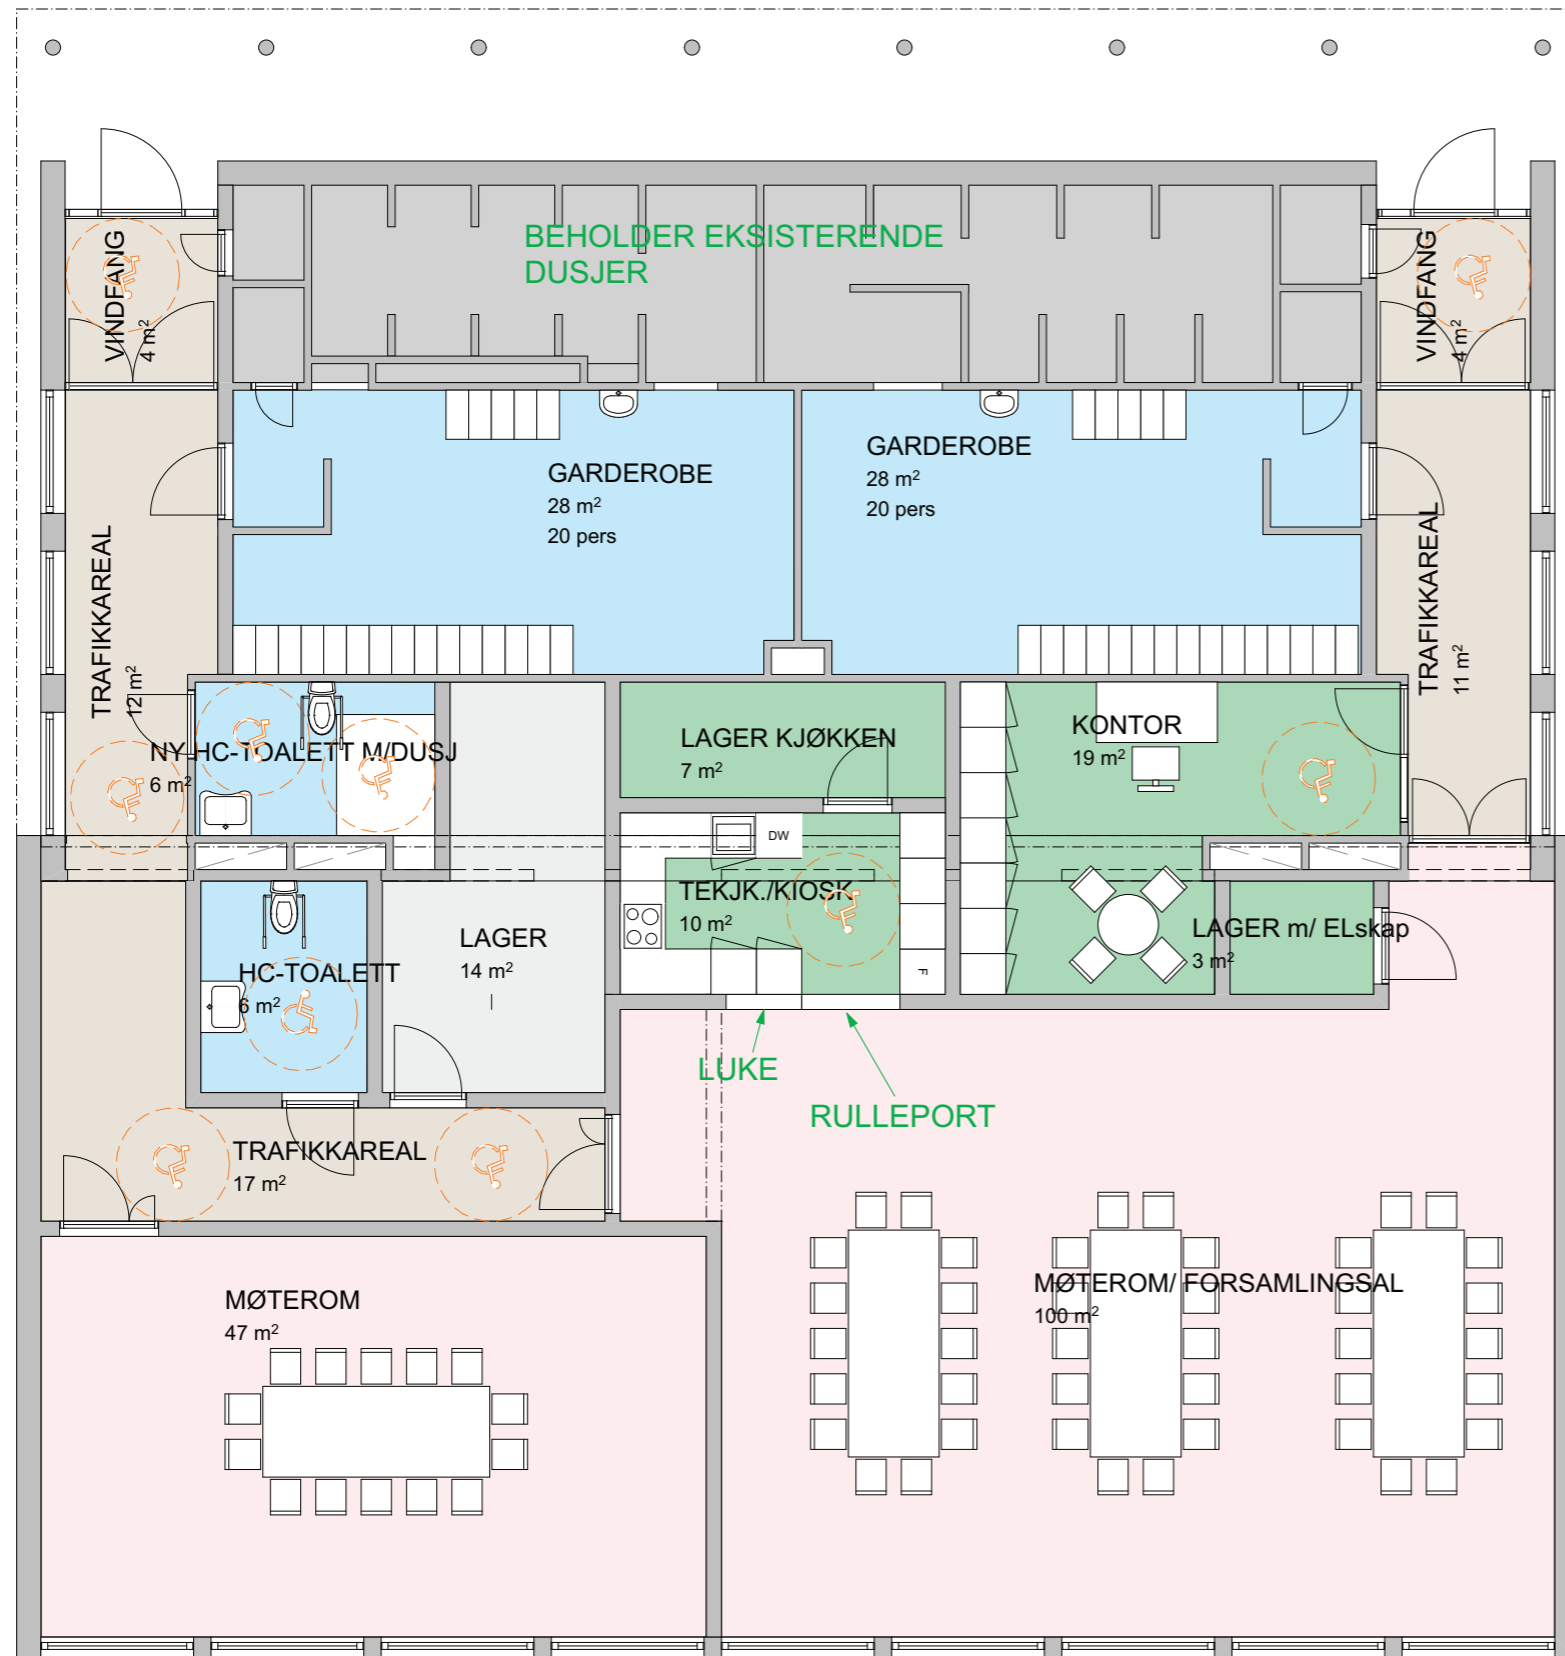 BEHOLDER EKSISTERENDE
DUSJER
VINDFANG
4 m²
VINDFANG
4 m²
GARDEROBE
28 m²
20 pers
GARDEROBE
28 m²
20 pers
TRAFIKKAREAL
12 m²
TRAFIKKAREAL
11 m²
NY HC-TOALETT M/DUSJ
6 m²
LAGER KJØKKEN
7 m²
KONTOR
19 m²
DW
TEKJK./KIOSK
10 m²
F
LAGER
14 m²
LAGER m/ ELskap
3 m²
HC-TOALETT
6 m²
LUKE
RULLEPORT
TRAFIKKAREAL
17 m²
MØTEROM
47 m²
MØTEROM/ FORSAMLINGSAL
100 m²